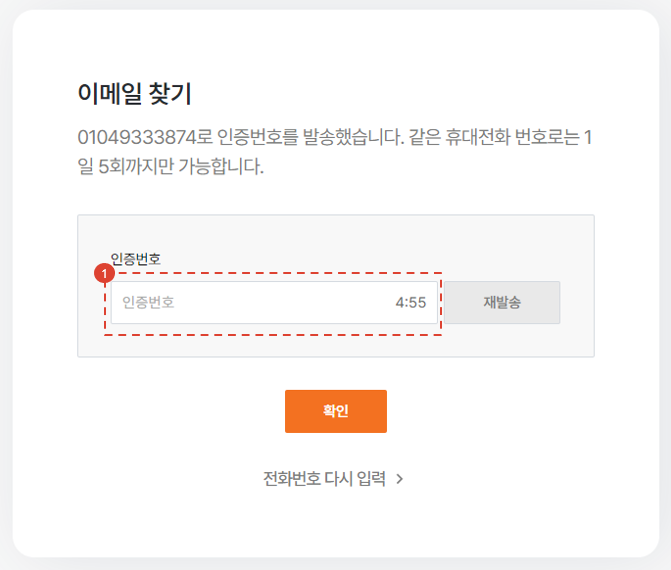 이메일 찾기
01049333874로 인증번호를 발송했습니다. 같은 휴대전화 번호로는 1
일 5회까지만 가능합니다.
인증번호
1
인증번호 4:55 재발송
확인
전화번호 다시 입력 >